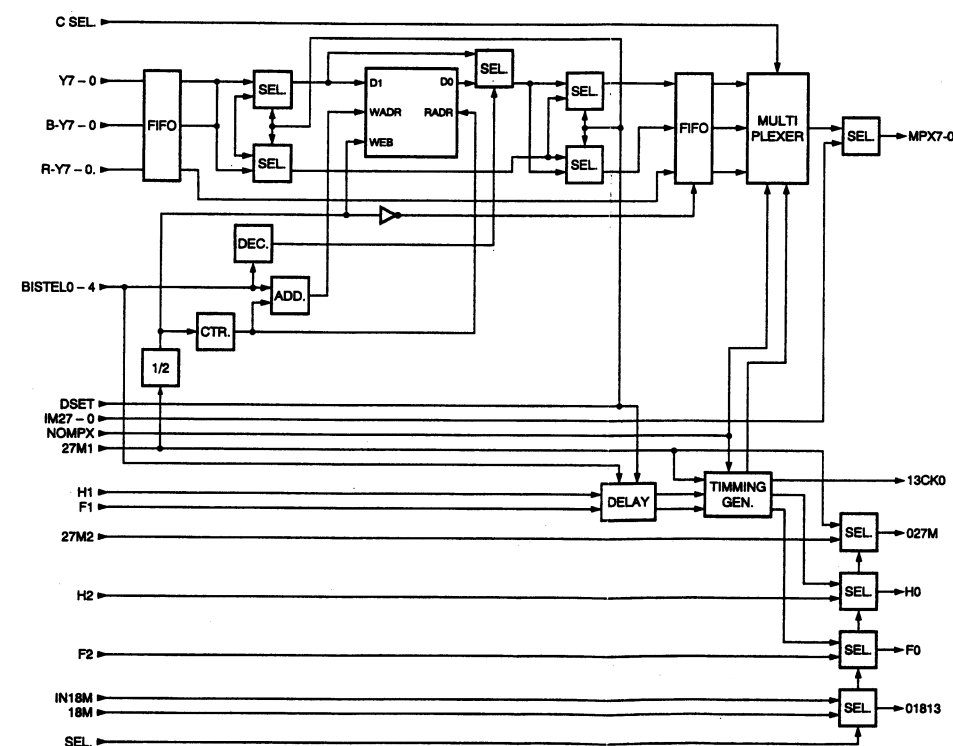 C SEL.
Y7 – 0
B-Y7 – 0
R-Y7 – 0.
FIFO
SEL.
SEL.
D1
D0
WADR
RADR
WEB
SEL.
SEL.
SEL.
FIFO
MULTI
PLEXER
SEL.
MPX7-0
DEC.
BISTEL0 – 4
ADD.
CTR.
1/2
DSET
IM27 – 0
NOMPX
27M1
H1
F1
DELAY
TIMMING
GEN.
13CK0
27M2
SEL.
027M
H2
SEL.
H0
F2
SEL.
F0
IN18M
18M
SEL.
01813
SEL.